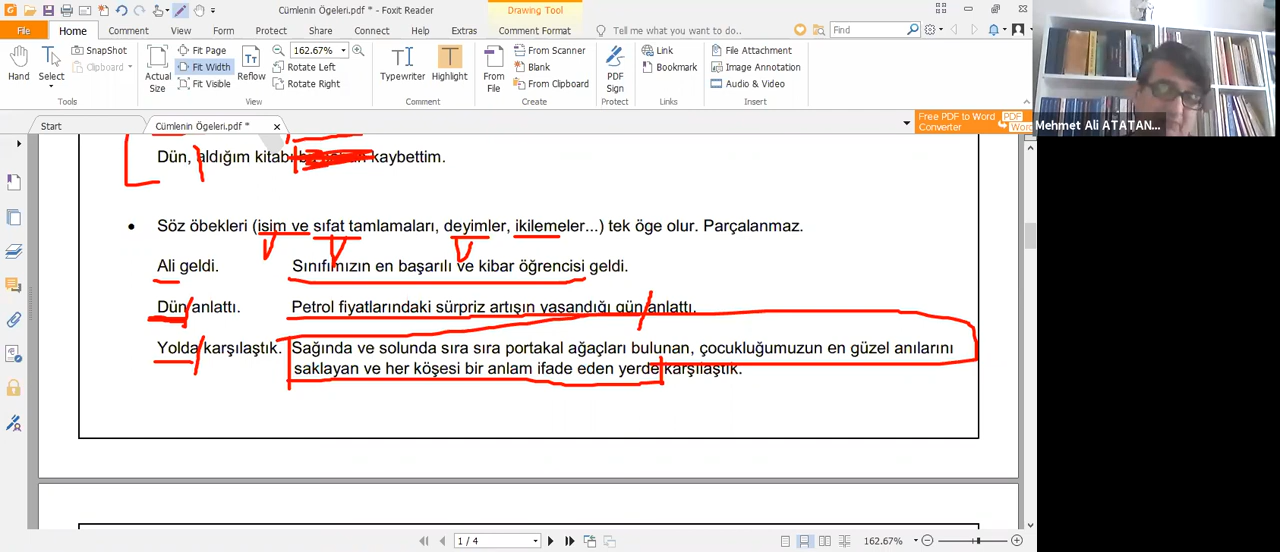 Cümlenin Ögeleri.pdf * - Foxit Reader
Drawing Tool
File Home Comment View Form Protect Share Connect Help Extras Comment Format Tell me what you want to do... Find
Hand Select SnapShot Clipboard Actual Size Fit Page Fit Width Fit Visible Reflow 162.67% Rotate Left Rotate Right Typewriter Highlight From File From Scanner Blank From Clipboard PDF Sign Link Bookmark File Attachment Image Annotation Audio & Video
Tools View Comment Create Protect Links Insert
Start Cümlenin Ögeleri.pdf *
Free PDF to Word Converter
PDF
Word
Mehmet Ali ATATAN...
Dün, aldığım kitabı kaybettim.
• Söz öbekleri (isim ve sıfat tamlamaları, deyimler, ikilemeler...) tek öge olur. Parçalanmaz.
Ali geldi. Sınıfımızın en başarılı ve kibar öğrencisi geldi.
Dün anlattı. Petrol fiyatlarındaki sürpriz artışın yaşandığı gün anlattı.
Yolda karşılaştık. Sağında ve solunda sıra sıra portakal ağaçları bulunan, çocukluğumuzun en güzel anılarını
saklayan ve her köşesi bir anlam ifade eden yerde karşılaştık.
1 / 4 162.67%